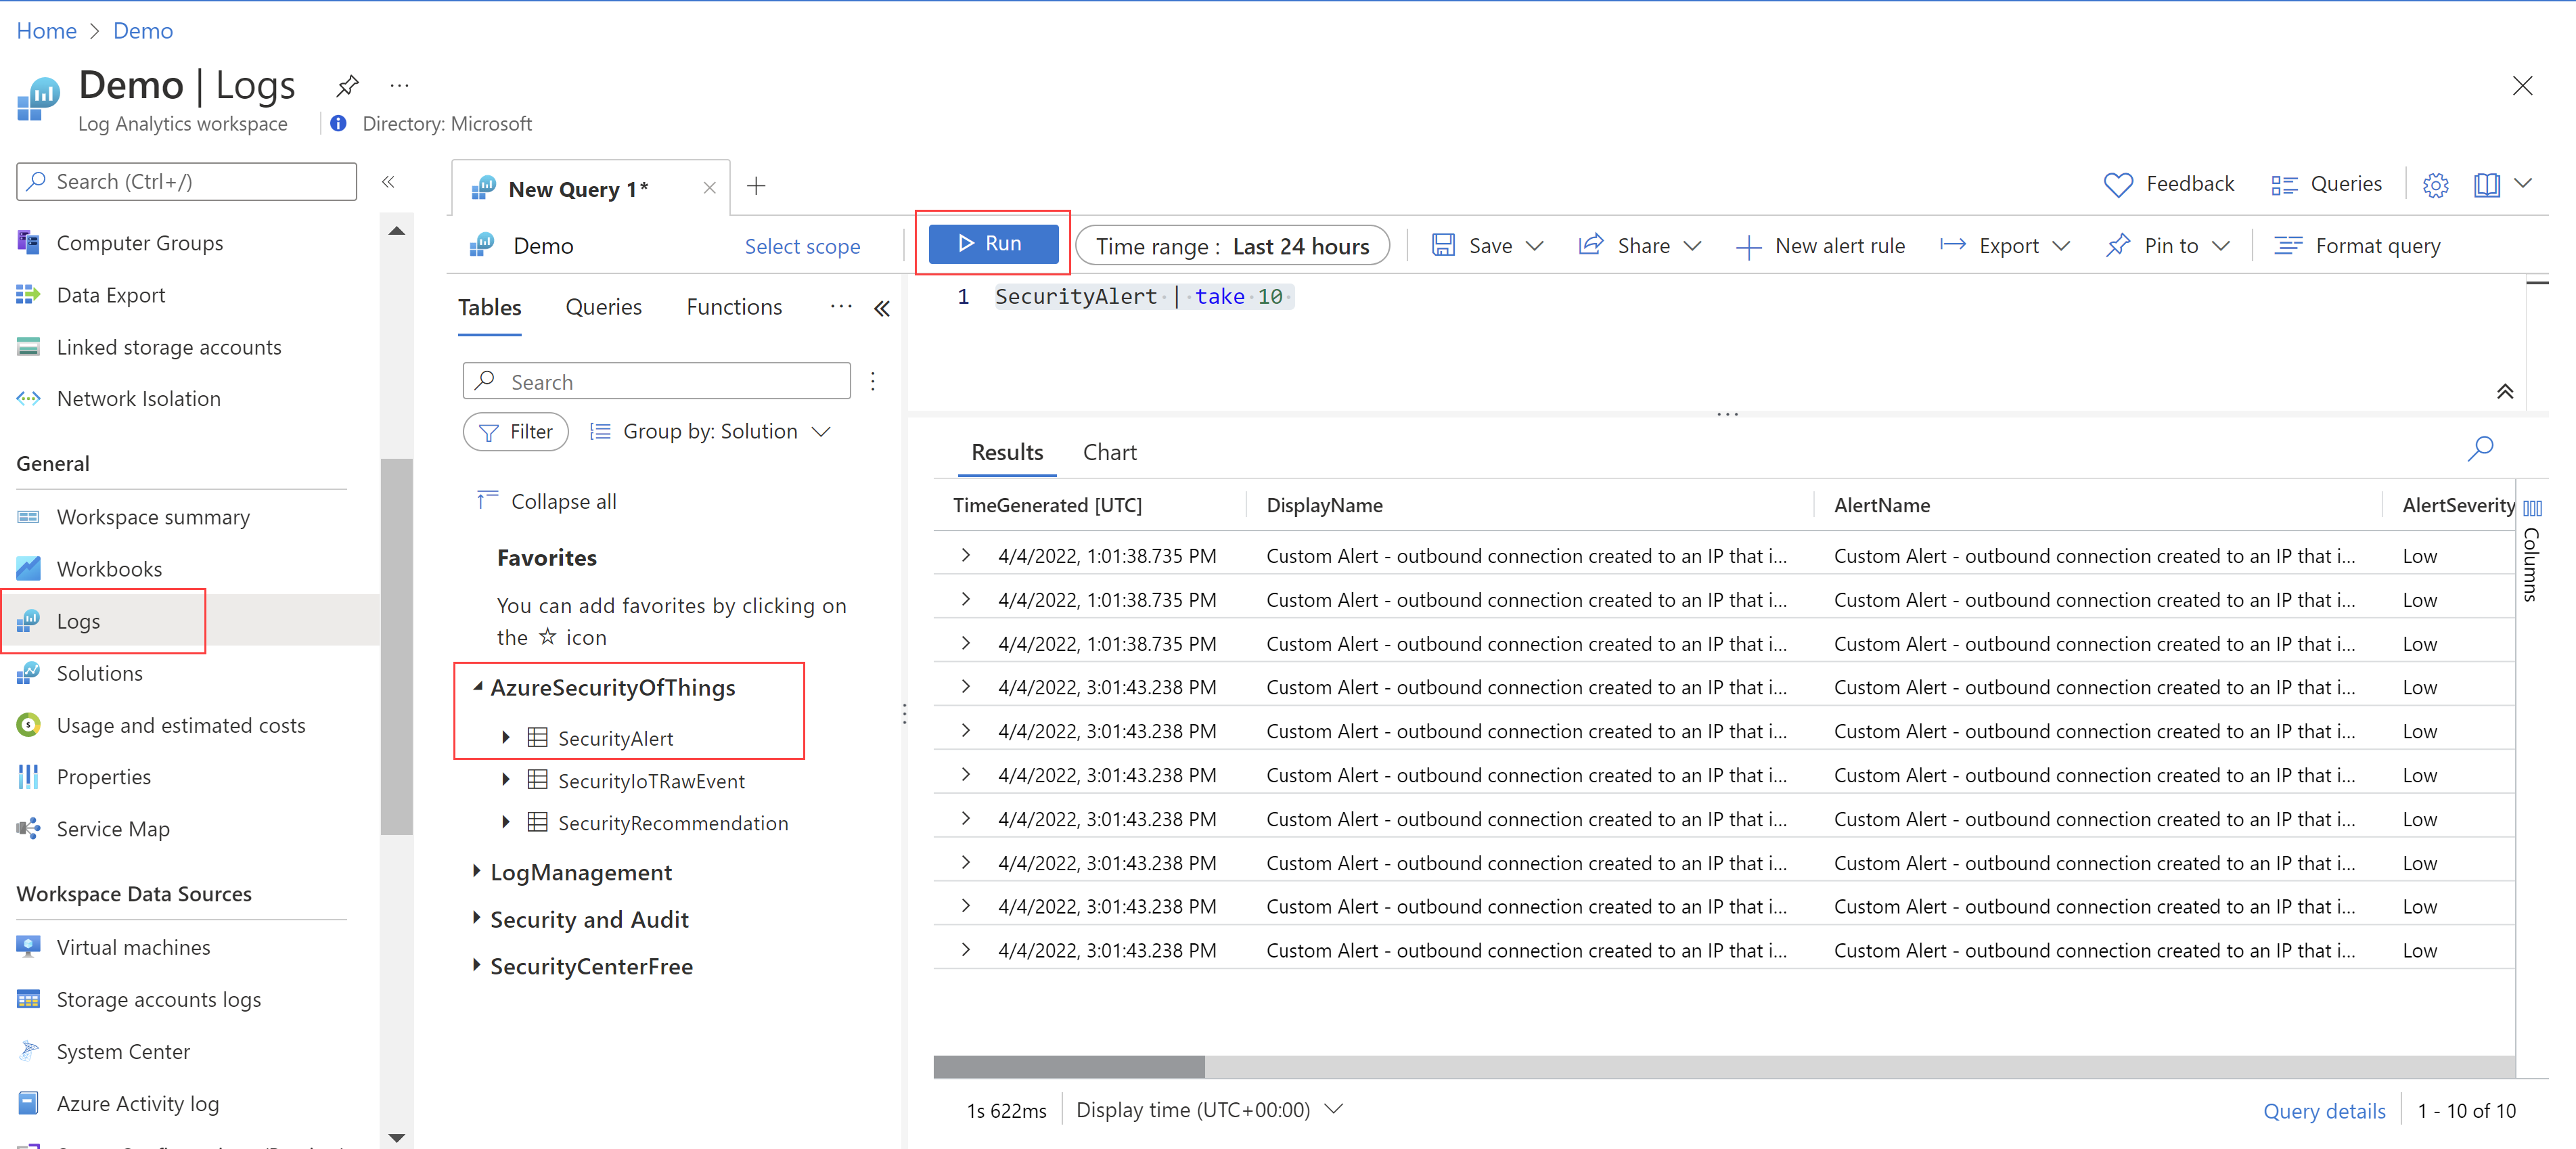 Home > Demo
Demo | Logs ...
Log Analytics workspace
Directory: Microsoft
Search (Ctrl+/)
Computer Groups
Data Export
Linked storage accounts
Network Isolation
General
Workspace summary
Workbooks
Logs
Solutions
Usage and estimated costs
Properties
Service Map
Workspace Data Sources
Virtual machines
Storage accounts logs
System Center
Azure Activity log
New Query 1*
Feedback
Queries
Demo
Select scope
Run
Time range : Last 24 hours
Save
Share
New alert rule
Export
Pin to
Format query
Tables
Queries
Functions
Search
Filter
Group by: Solution
Collapse all
Favorites
You can add favorites by clicking on
the ☆ icon
AzureSecurityOfThings
SecurityAlert
SecurityIoTRawEvent
SecurityRecommendation
LogManagement
Security and Audit
SecurityCenterFree
1 SecurityAlert | take 10
Results
Chart
TimeGenerated [UTC] DisplayName AlertName AlertSeverity
4/4/2022, 1:01:38.735 PM Custom Alert - outbound connection created to an IP that i... Custom Alert - outbound connection created to an IP that i... Low
4/4/2022, 1:01:38.735 PM Custom Alert - outbound connection created to an IP that i... Custom Alert - outbound connection created to an IP that i... Low
4/4/2022, 1:01:38.735 PM Custom Alert - outbound connection created to an IP that i... Custom Alert - outbound connection created to an IP that i... Low
4/4/2022, 3:01:43.238 PM Custom Alert - outbound connection created to an IP that i... Custom Alert - outbound connection created to an IP that i... Low
4/4/2022, 3:01:43.238 PM Custom Alert - outbound connection created to an IP that i... Custom Alert - outbound connection created to an IP that i... Low
4/4/2022, 3:01:43.238 PM Custom Alert - outbound connection created to an IP that i... Custom Alert - outbound connection created to an IP that i... Low
4/4/2022, 3:01:43.238 PM Custom Alert - outbound connection created to an IP that i... Custom Alert - outbound connection created to an IP that i... Low
4/4/2022, 3:01:43.238 PM Custom Alert - outbound connection created to an IP that i... Custom Alert - outbound connection created to an IP that i... Low
4/4/2022, 3:01:43.238 PM Custom Alert - outbound connection created to an IP that i... Custom Alert - outbound connection created to an IP that i... Low
4/4/2022, 3:01:43.238 PM Custom Alert - outbound connection created to an IP that i... Custom Alert - outbound connection created to an IP that i... Low
Columns
1s 622ms
Display time (UTC+00:00)
Query details
1 - 10 of 10